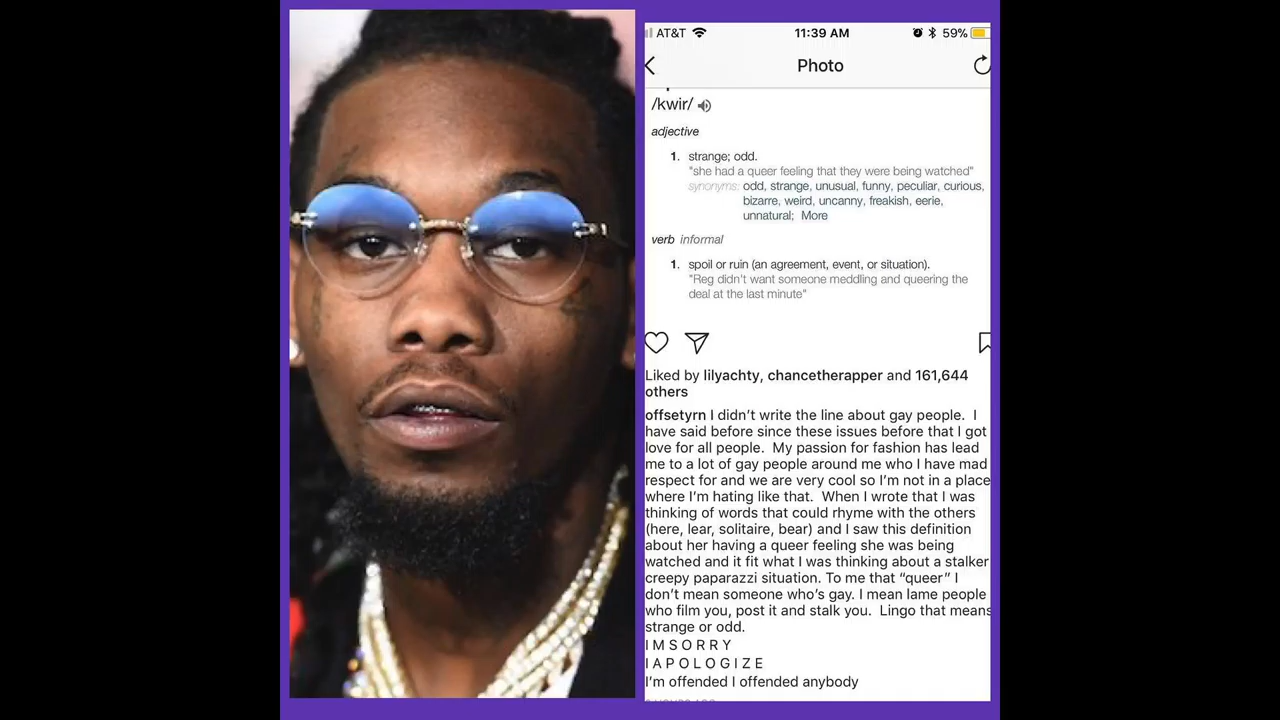 AT&T 11:39 AM 59%
Photo
/kwir/
adjective
1. strange; odd.
"she had a queer feeling that they were being watched"
synonyms: odd, strange, unusual, funny, peculiar, curious,
bizarre, weird, uncanny, freakish, eerie,
unnatural; More
verb informal
1. spoil or ruin (an agreement, event, or situation).
"Reg didn't want someone meddling and queering the
deal at the last minute"
Liked by lilyachty, chancetherapper and 161,644
others
offsetyrn I didn't write the line about gay people. I
have said before since these issues before that I got
love for all people. My passion for fashion has lead
me to a lot of gay people around me who I have mad
respect for and we are very cool so I'm not in a place
where I'm hating like that. When I wrote that I was
thinking of words that could rhyme with the others
(here, lear, solitaire, bear) and I saw this definition
about her having a queer feeling she was being
watched and it fit what I was thinking about a stalker
creepy paparazzi situation. To me that “queer” I
don't mean someone who's gay. I mean lame people
who film you, post it and stalk you. Lingo that means
strange or odd.
I M S O R R Y
I A P O L O G I Z E
I'm offended I offended anybody